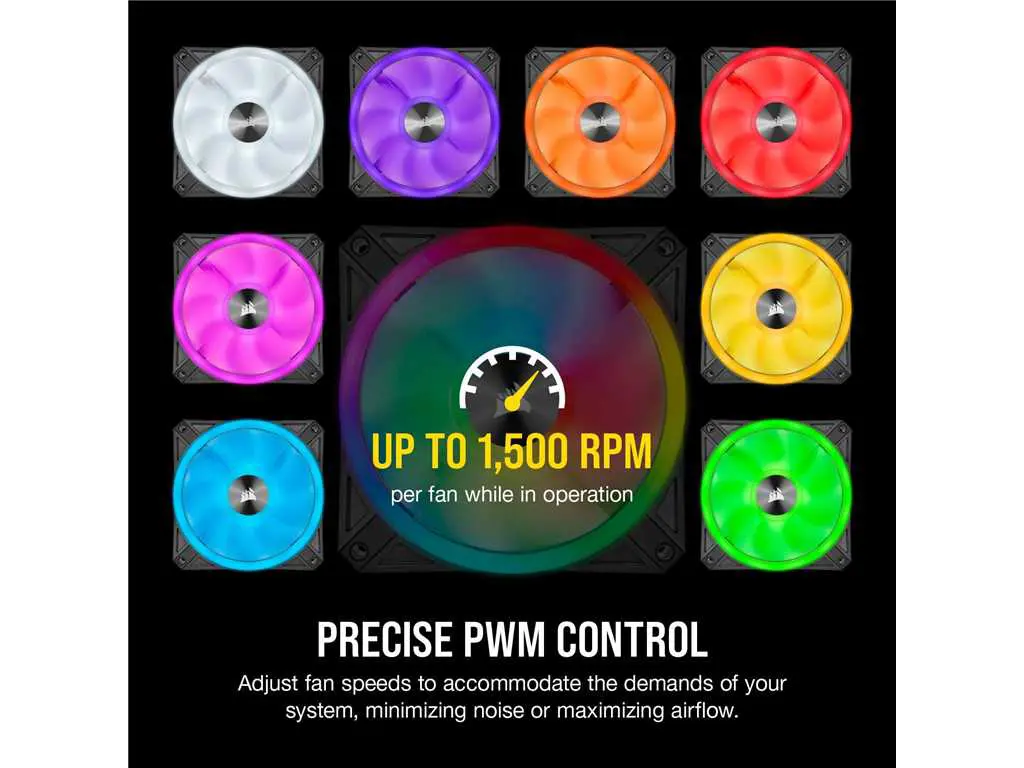 UP TO 1,500 RPM
per fan while in operation
PRECISE PWM CONTROL
Adjust fan speeds to accommodate the demands of your
system, minimizing noise or maximizing airflow.